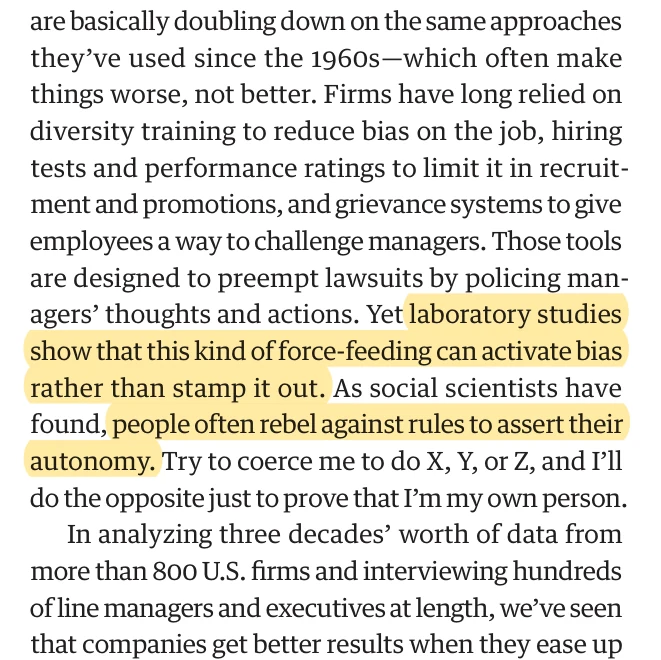 are basically doubling down on the same approaches
they’ve used since the 1960s—which often make
things worse, not better. Firms have long relied on
diversity training to reduce bias on the job, hiring
tests and performance ratings to limit it in recruit-
ment and promotions, and grievance systems to give
employees a way to challenge managers. Those tools
are designed to preempt lawsuits by policing man-
agers’ thoughts and actions. Yet laboratory studies
show that this kind of force-feeding can activate bias
rather than stamp it out. As social scientists have
found, people often rebel against rules to assert their
autonomy. Try to coerce me to do X, Y, or Z, and I’ll
do the opposite just to prove that I’m my own person.
In analyzing three decades’ worth of data from
more than 800 U.S. firms and interviewing hundreds
of line managers and executives at length, we’ve seen
that companies get better results when they ease up